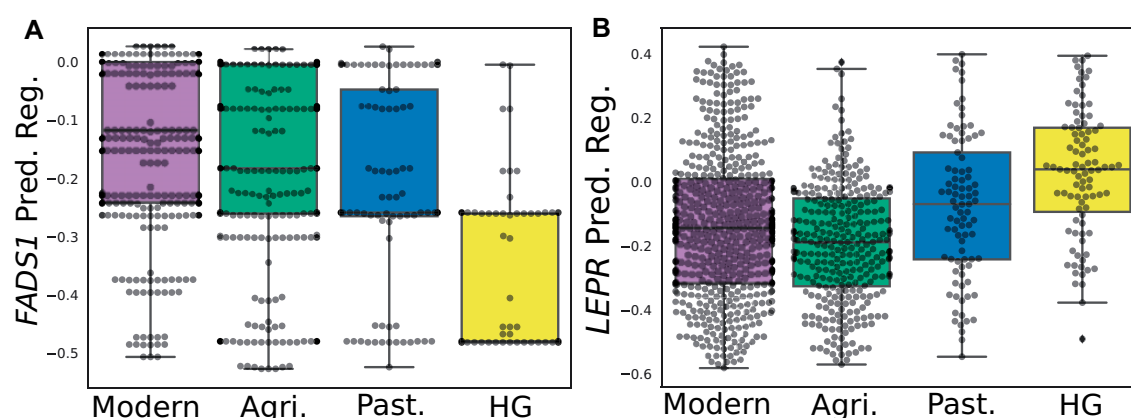 A
FADS1 Pred. Reg.
0.0
−0.1
−0.2
−0.3
−0.4
−0.5
Modern Agri. Past. HG
B
LEPR Pred. Reg.
0.4
0.2
0.0
−0.2
−0.4
−0.6
Modern Agri. Past. HG